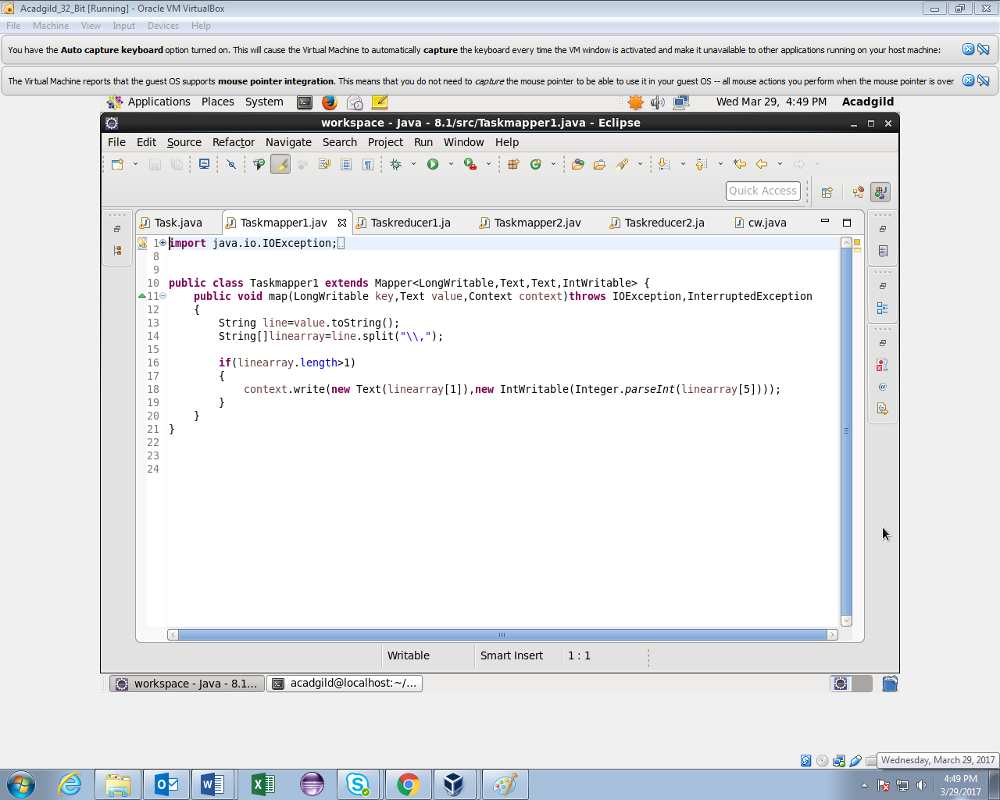 Acadgild_32_Bit [Running] - Oracle VM VirtualBox
File Machine View Input Devices Help
You have the Auto capture keyboard option turned on. This will cause the Virtual Machine to automatically capture the keyboard every time the VM window is activated and make it unavailable to other applications running on your host machine:
The Virtual Machine reports that the guest OS supports mouse pointer integration. This means that you do not need to capture the mouse pointer to be able to use it in your guest OS -- all mouse actions you perform when the mouse pointer is over
Applications Places System Wed Mar 29, 4:49 PM Acadgild
workspace - Java - 8.1/src/Taskmapper1.java - Eclipse
File Edit Source Refactor Navigate Search Project Run Window Help
Quick Access
Task.java Taskmapper1.jav Taskreducer1.ja Taskmapper2.jav Taskreducer2.ja cw.java
1 import java.io.IOException;
8
9
10 public class Taskmapper1 extends Mapper<LongWritable,Text,Text,IntWritable> {
11 public void map(LongWritable key,Text value,Context context)throws IOException,InterruptedException
12 {
13 String line=value.toString();
14 String[]linearray=line.split("\\,");
15
16 if(linearray.length>1)
17 {
18 context.write(new Text(linearray[1]),new IntWritable(Integer.parseInt(linearray[5])));
19 }
20 }
21 }
22
23
24
Writable Smart Insert 1 : 1
workspace - Java - 8.1... acadgild@localhost:~/...
Wednesday, March 29, 2017
4:49 PM
3/29/2017